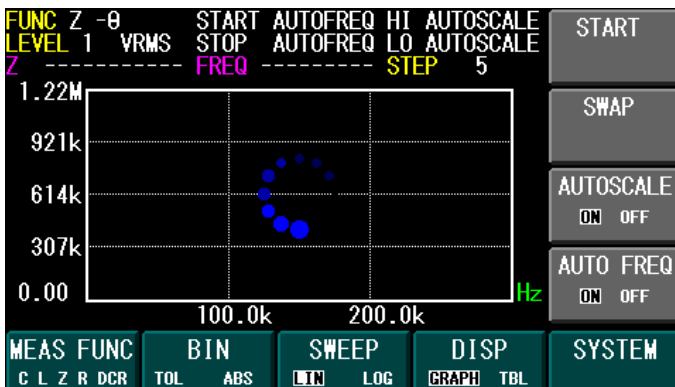 FUNC Z -θ START AUTOFREQ HI AUTOSCALE
LEVEL 1 VRMS STOP AUTOFREQ LO AUTOSCALE
Z ----------- FREQ --------- STEP 5
START
SWAP
AUTOSCALE
ON OFF
AUTO FREQ
ON OFF
1.22M
921k
614k
307k
0.00
Hz
100.0k 200.0k
MEAS FUNC BIN SWEEP DISP SYSTEM
C L Z R DCR TOL ABS LIN LOG GRAPH TBL